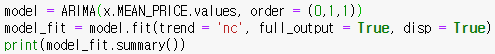 model = ARIMA(x.MEAN_PRICE.values, order = (0,1,1))
model_fit = model.fit(trend = 'nc', full_output = True, disp = True)
print(model_fit.summary())